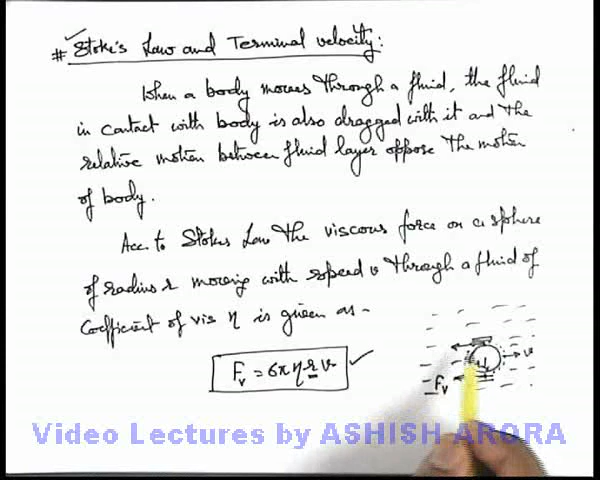 # Stoke's Law and Terminal velocity:
When a body moves through a fluid, the fluid
in contact with body is also dragged with it and the
relative motion between fluid layer oppose the motion
of body.
Acc. to Stokes Law the viscous force on a sphere
of radius r moving with speed v through a fluid of
coefficient of vis η is given as-
F_v = 6πηrv
r
v
F_v
Video Lectures by ASHISH ARORA